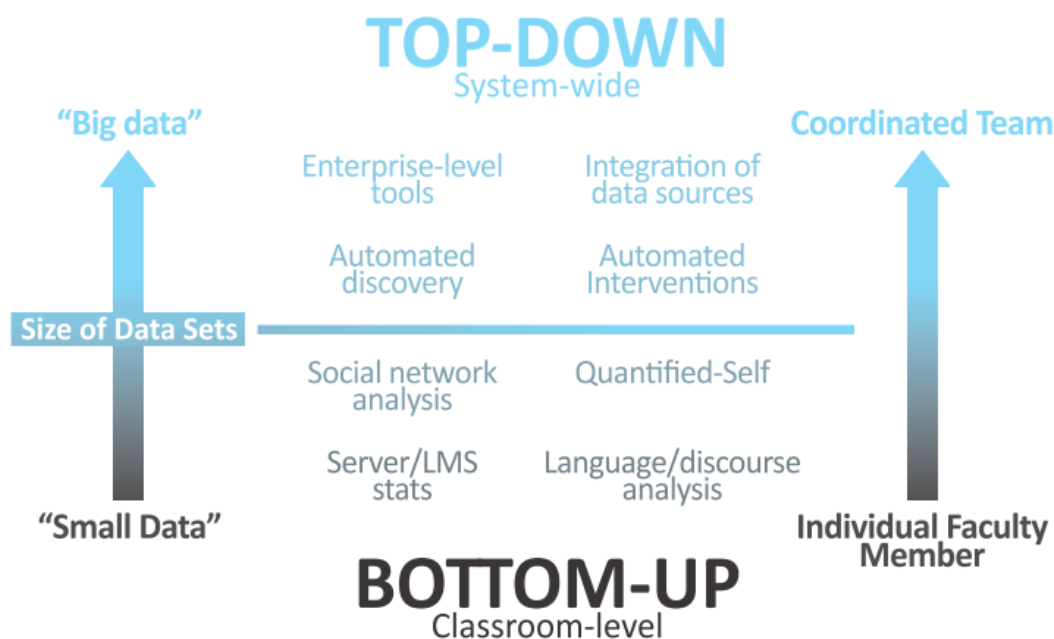 TOP-DOWN
System-wide
“Big data”
Coordinated Team
Enterprise-level
tools
Integration of
data sources
Automated
discovery
Automated
Interventions
Size of Data Sets
Social network
analysis
Quantified-Self
Server/LMS
stats
Language/discourse
analysis
“Small Data”
Individual Faculty
Member
BOTTOM-UP
Classroom-level